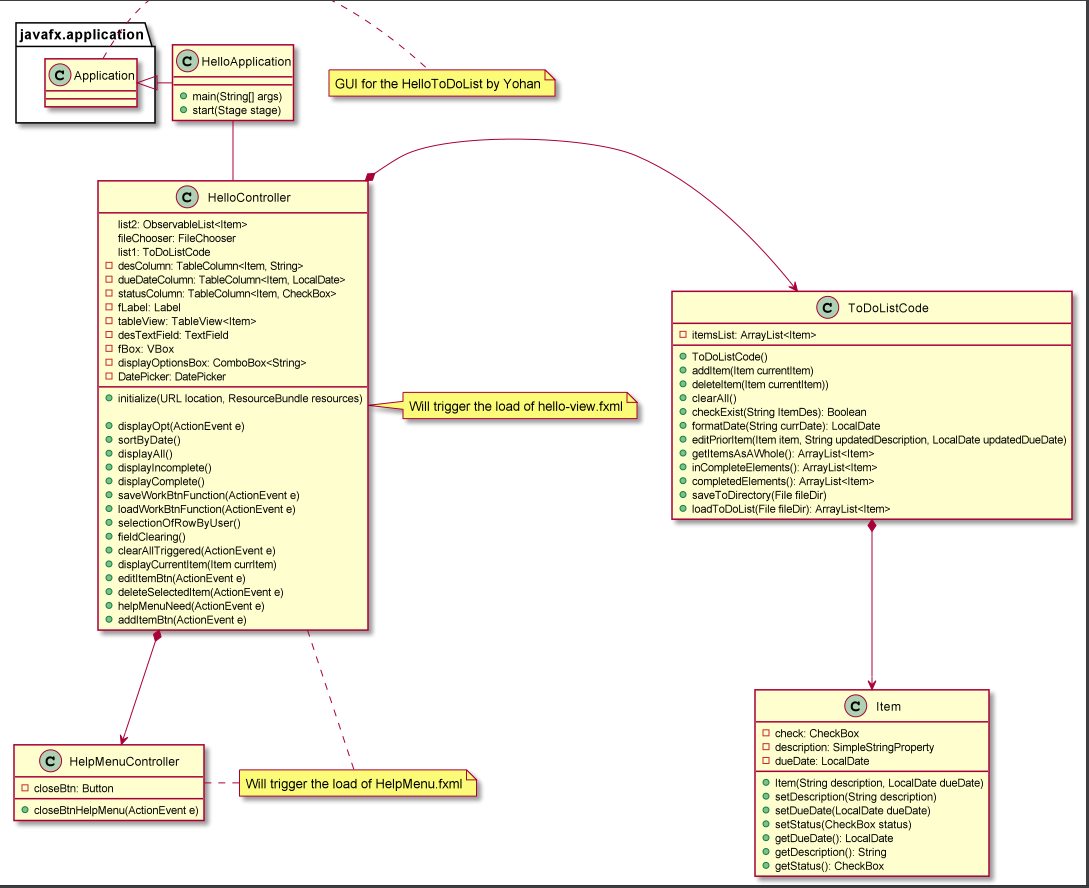 javafx.application
C Application
C HelloApplication
main(String[] args)
start(Stage stage)
GUI for the HelloToDoList by Yohan
C HelloController
list2: ObservableList<Item>
fileChooser: FileChooser
list1: ToDoListCode
desColumn: TableColumn<Item, String>
dueDateColumn: TableColumn<Item, LocalDate>
statusColumn: TableColumn<Item, CheckBox>
fLabel: Label
tableView: TableView<Item>
desTextField: TextField
fBox: VBox
displayOptionsBox: ComboBox<String>
DatePicker: DatePicker
initialize(URL location, ResourceBundle resources)
displayOpt(ActionEvent e)
sortByDate()
displayAll()
displayIncomplete()
displayComplete()
saveWorkBtnFunction(ActionEvent e)
loadWorkBtnFunction(ActionEvent e)
selectionOfRowByUser()
fieldClearing()
clearAllTriggered(ActionEvent e)
displayCurrentItem(Item currItem)
editItemBtn(ActionEvent e)
deleteSelectedItem(ActionEvent e)
helpMenuNeed(ActionEvent e)
addItemBtn(ActionEvent e)
Will trigger the load of hello-view.fxml
C ToDoListCode
itemsList: ArrayList<Item>
ToDoListCode()
addItem(Item currentItem)
deleteItem(Item currentItem))
clearAll()
checkExist(String ItemDes): Boolean
formatDate(String currDate): LocalDate
editPriorItem(Item item, String updatedDescription, LocalDate updatedDueDate)
getItemsAsAWhole(): ArrayList<Item>
inCompleteElements(): ArrayList<Item>
completedElements(): ArrayList<Item>
saveToDirectory(File fileDir)
loadToDoList(File fileDir): ArrayList<Item>
C HelpMenuController
closeBtn: Button
closeBtnHelpMenu(ActionEvent e)
Will trigger the load of HelpMenu.fxml
C Item
check: CheckBox
description: SimpleStringProperty
dueDate: LocalDate
Item(String description, LocalDate dueDate)
setDescription(String description)
setDueDate(LocalDate dueDate)
setStatus(CheckBox status)
getDueDate(): LocalDate
getDescription(): String
getStatus(): CheckBox